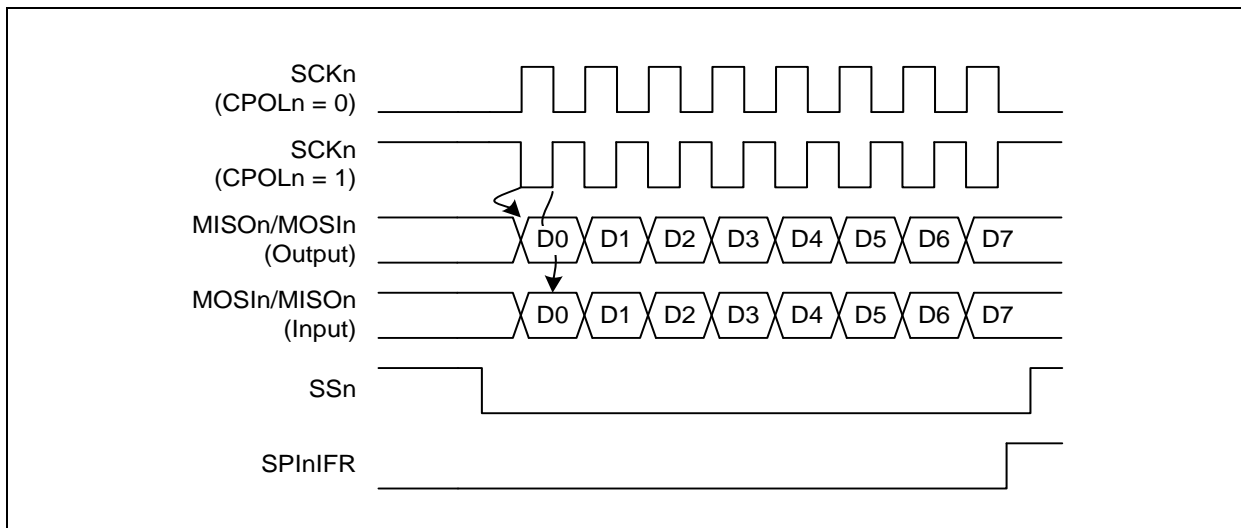 SCKn
(CPOLn = 0)
SCKn
(CPOLn = 1)
MISOn/MOSIn
(Output)
D0 D1 D2 D3 D4 D5 D6 D7
MOSIn/MISOn
(Input)
D0 D1 D2 D3 D4 D5 D6 D7
SSn
SPInIFR